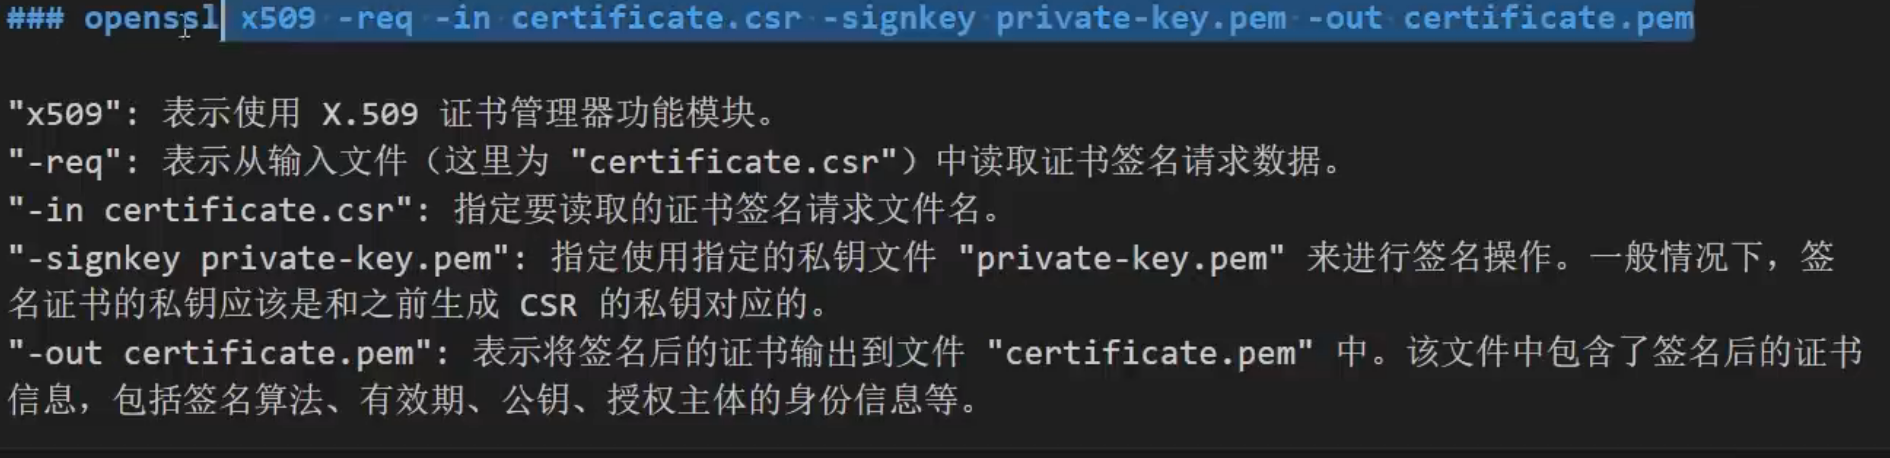 ### openssl x509 -req -in certificate.csr -signkey private-key.pem -out certificate.pem
"x509": 表示使用 X.509 证书管理器功能模块。
"-req": 表示从输入文件（这里为 "certificate.csr"）中读取证书签名请求数据。
"-in certificate.csr": 指定要读取的证书签名请求文件名。
"-signkey private-key.pem": 指定使用指定的私钥文件 "private-key.pem" 来进行签名操作。一般情况下，签
名证书的私钥应该是和之前生成 CSR 的私钥对应的。
"-out certificate.pem": 表示将签名后的证书输出到文件 "certificate.pem" 中。该文件中包含了签名后的证书
信息，包括签名算法、有效期、公钥、授权主体的身份信息等。